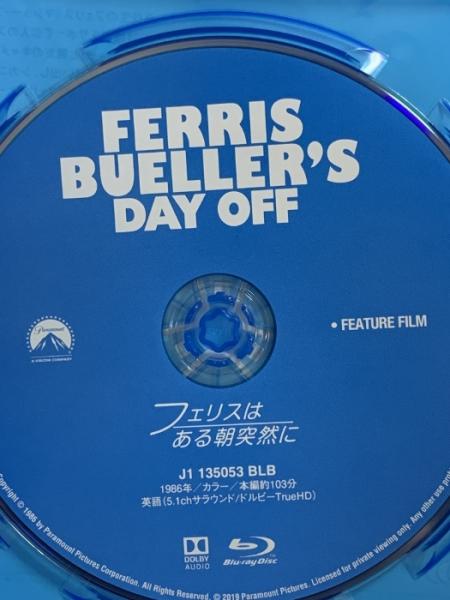 FERRIS
BUELLER'S
DAY OFF
Paramount
A VIACOM COMPANY
• FEATURE FILM
フェリスは
ある朝突然に
J1 135053 BLB
1986年／カラー／本編約103分
英語（5.1chサラウンド/ドルビーTrueHD）
DOLBY
AUDIO
Blu-ray Disc
Copyright © 1986 by Paramount Pictures Corporation. All Rights Reserved. © 2019 Paramount Pictures. Licensed for private viewing only. Any other use pro